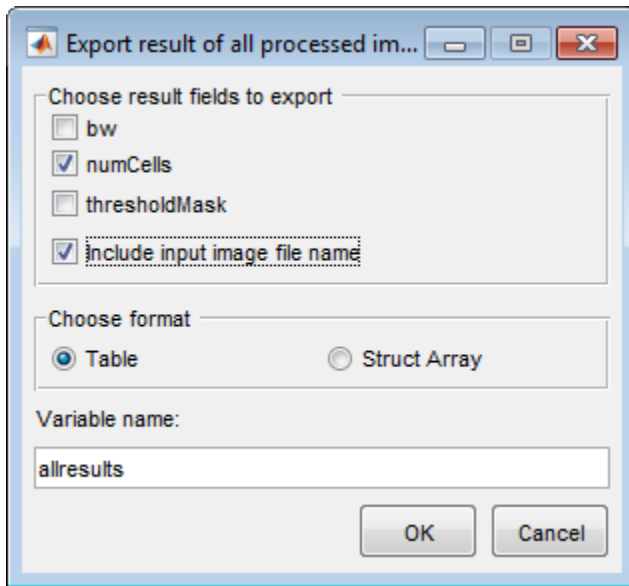 Export result of all processed im...
Choose result fields to export
bw
numCells
thresholdMask
Include input image file name
Choose format
Table Struct Array
Variable name:
allresults
OK Cancel